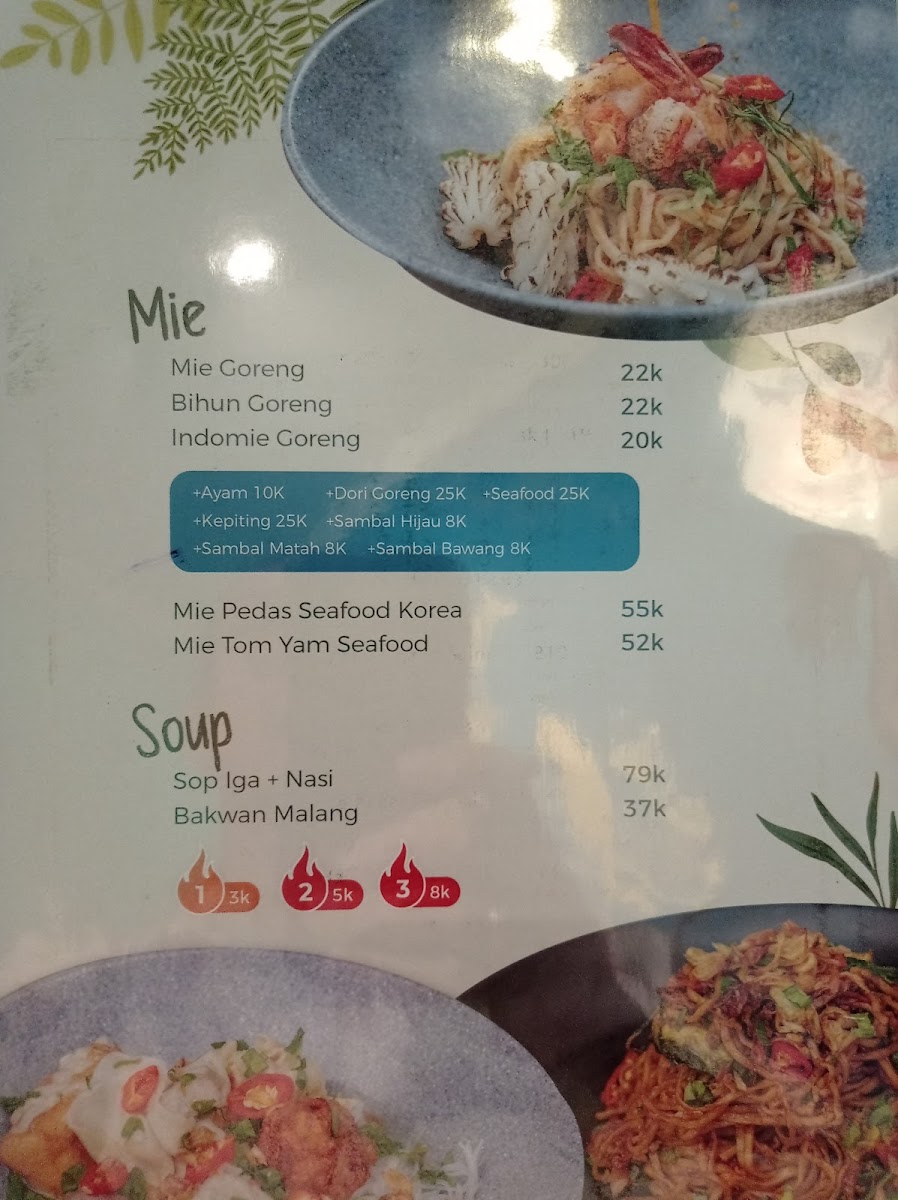 Mie
Mie Goreng 22k
Bihun Goreng 22k
Indomie Goreng 20k
+Ayam 10K +Dori Goreng 25K +Seafood 25K
+Kepiting 25K +Sambal Hijau 8K
+Sambal Matah 8K +Sambal Bawang 8K
Mie Pedas Seafood Korea 55k
Mie Tom Yam Seafood 52k
Soup
Sop Iga + Nasi 79k
Bakwan Malang 37k
1 3k 2 5k 3 8k